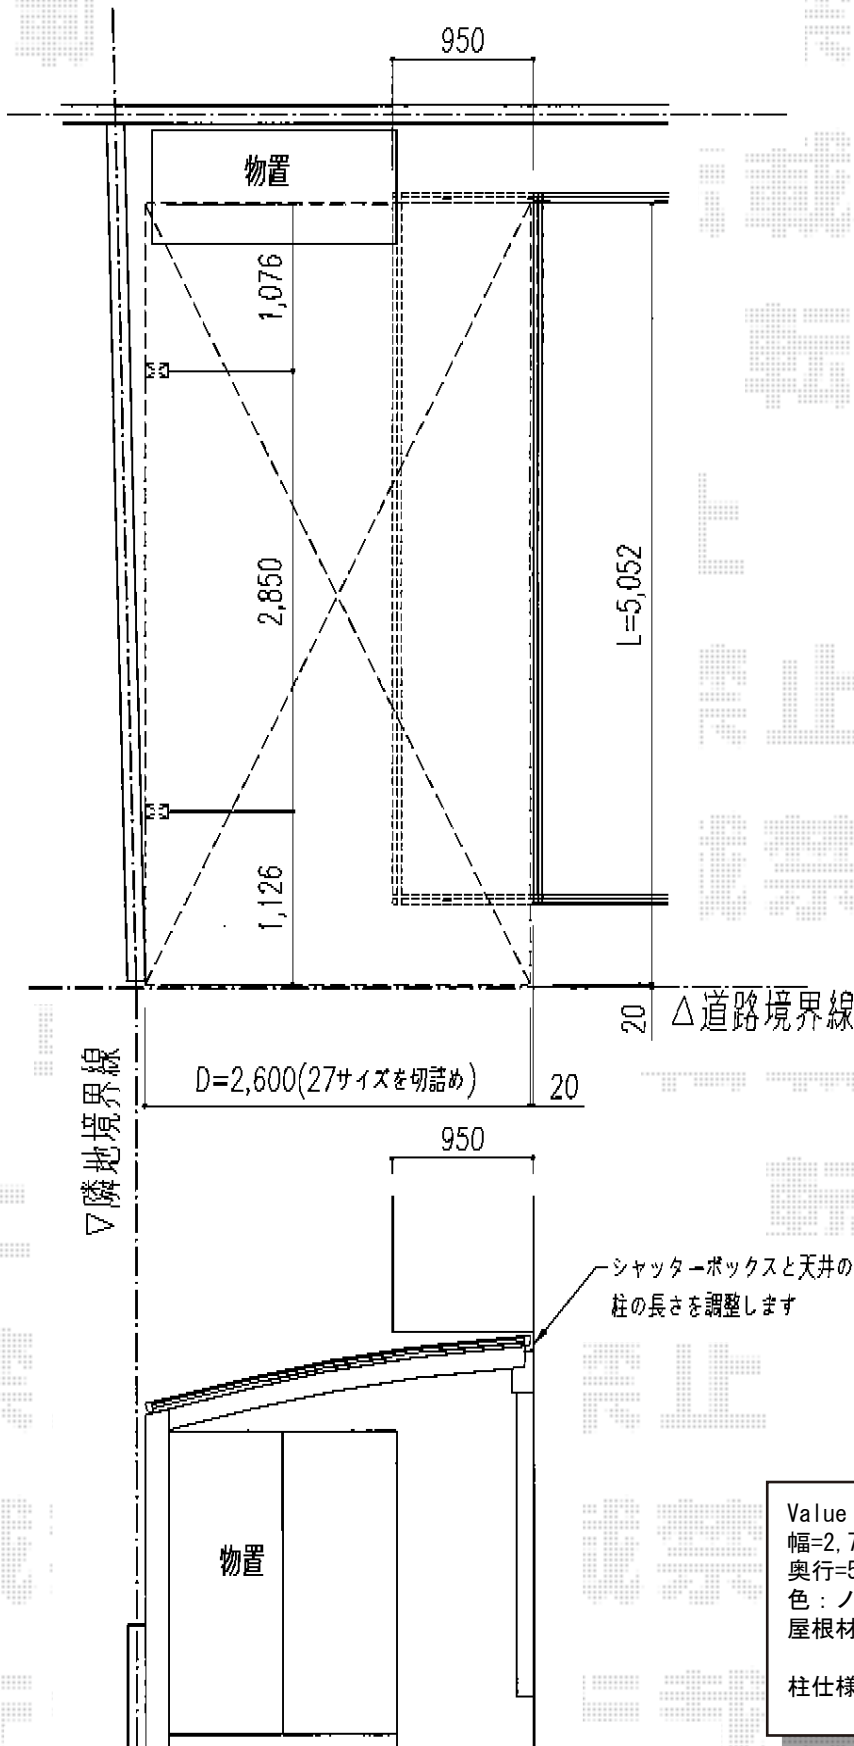 950
物置
1,076
2,850
L=5,052
1,126
20
△道路境界線
D=2,600(27サイズを切詰め)
20
▽隣地境界線
950
シャッターボックスと天井の
柱の長さを調整します
物置
Value
幅=2,7
奥行=5
色：ノ
屋根材
柱仕様